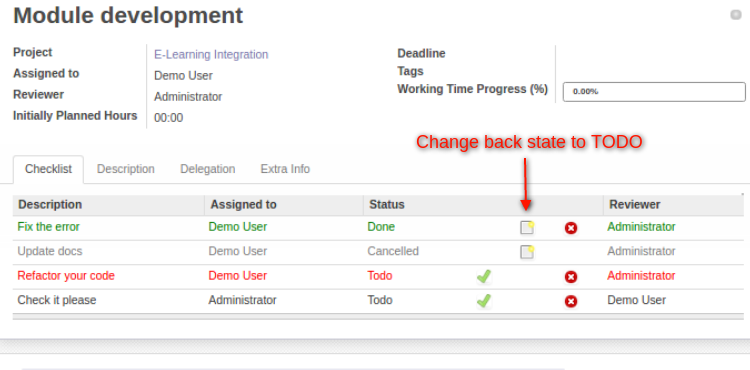 Module development
Project E-Learning Integration
Assigned to Demo User
Reviewer Administrator
Initially Planned Hours 00:00
Deadline
Tags
Working Time Progress (%) 0.00%
Change back state to TODO
Checklist Description Delegation Extra Info
Description Assigned to Status Reviewer
Fix the error Demo User Done Administrator
Update docs Demo User Cancelled Administrator
Refactor your code Demo User Todo Administrator
Check it please Administrator Todo Demo User